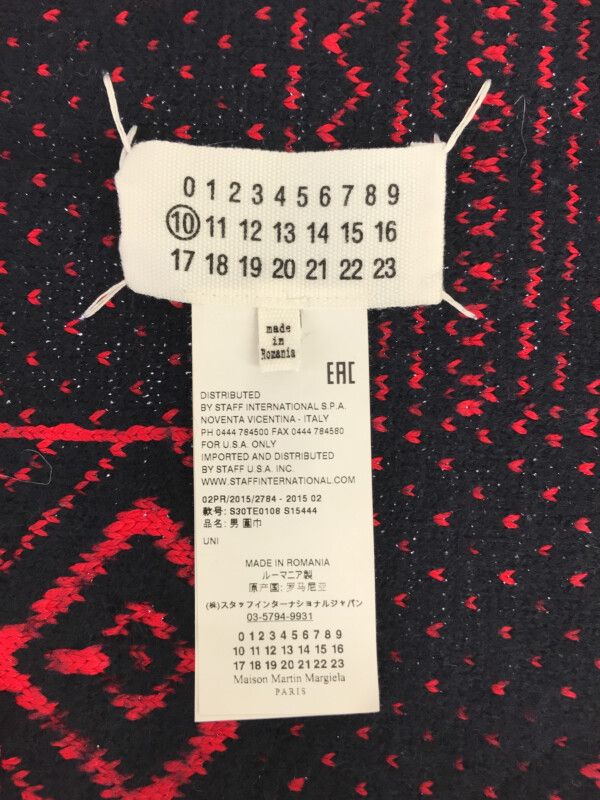 0 1 2 3 4 5 6 7 8 9
10 11 12 13 14 15 16
17 18 19 20 21 22 23
made
in
Romania
EAC
DISTRIBUTED
BY STAFF INTERNATIONAL S.P.A.
NOVENTA VICENTINA - ITALY
PH 0444 784500 FAX 0444 784580
FOR U.S.A. ONLY
IMPORTED AND DISTRIBUTED
BY STAFF U.S.A. INC.
WWW.STAFFINTERNATIONAL.COM
02PR/2015/2784 - 2015 02
款号: S30TE0108 S15444
品名: 男 圍巾
UNI
MADE IN ROMANIA
ルーマニア製
原产国: 罗马尼亚
(株)スタッフインターナショナルジャパン
03-5794-9931
0 1 2 3 4 5 6 7 8 9
10 11 12 13 14 15 16
17 18 19 20 21 22 23
Maison Martin Margiela
PARIS